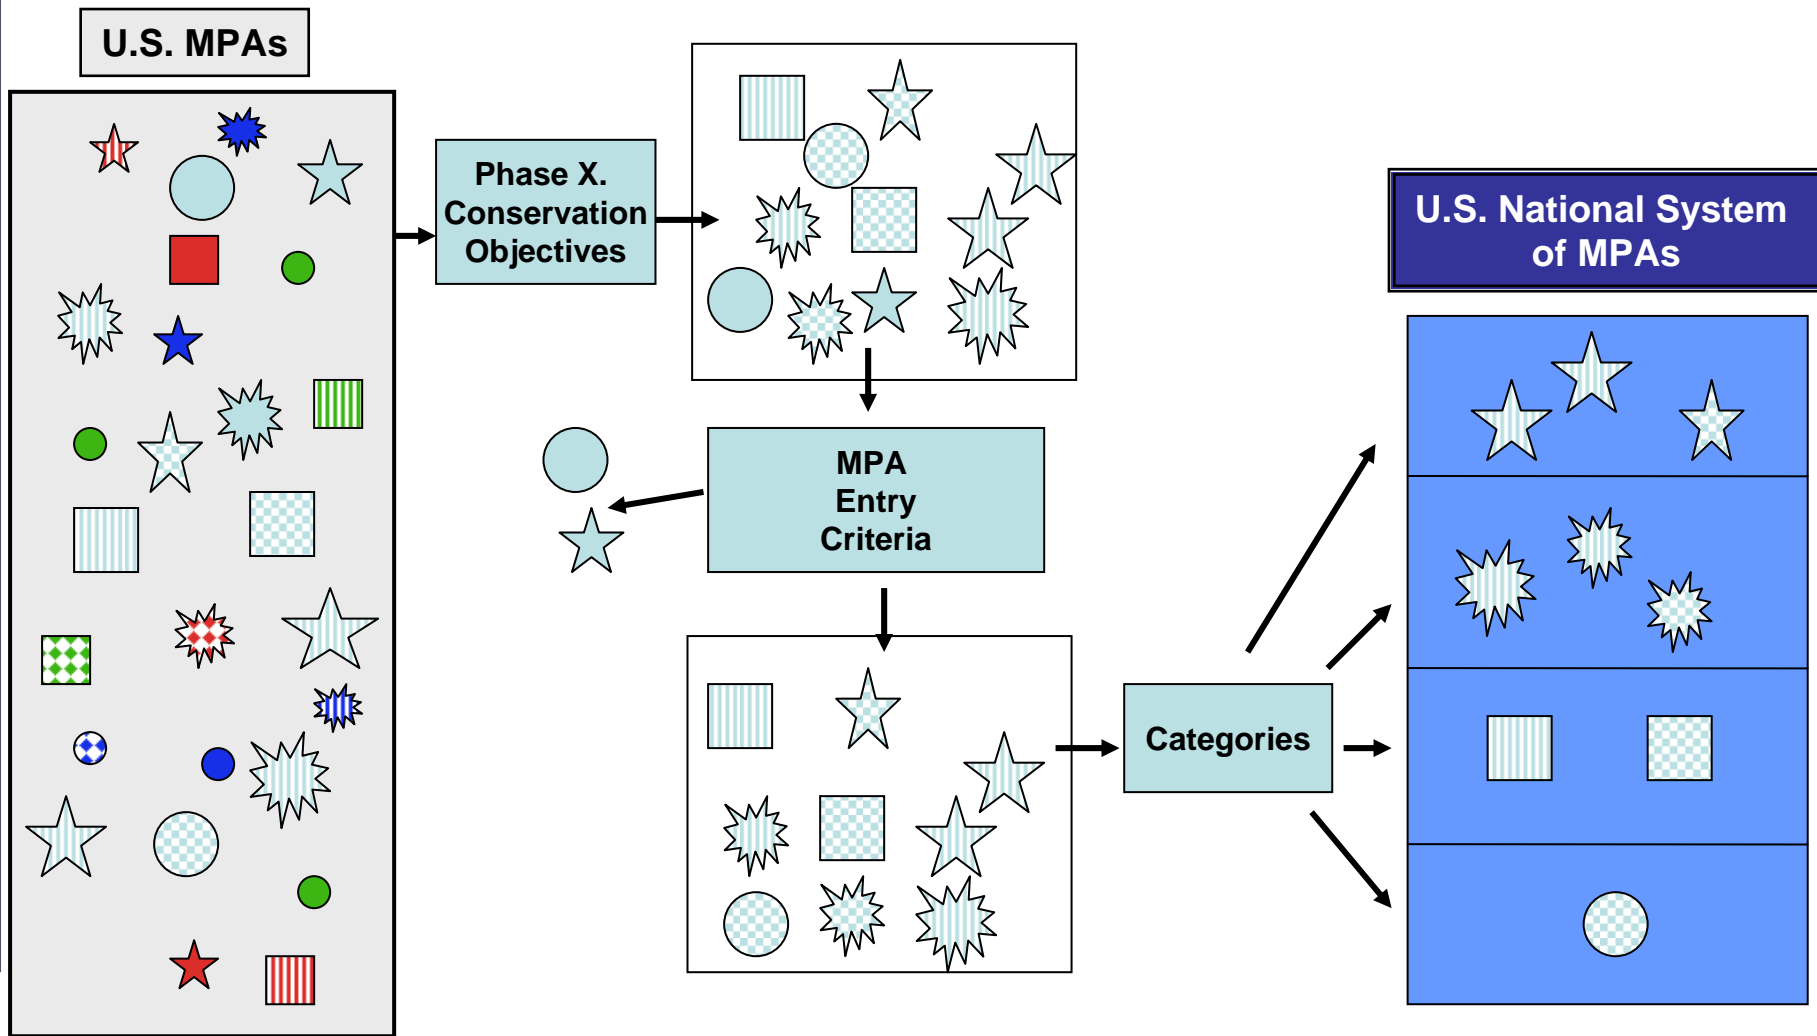 U.S. MPAs
Phase X.
Conservation
Objectives
MPA
Entry
Criteria
Categories
U.S. National System
of MPAs